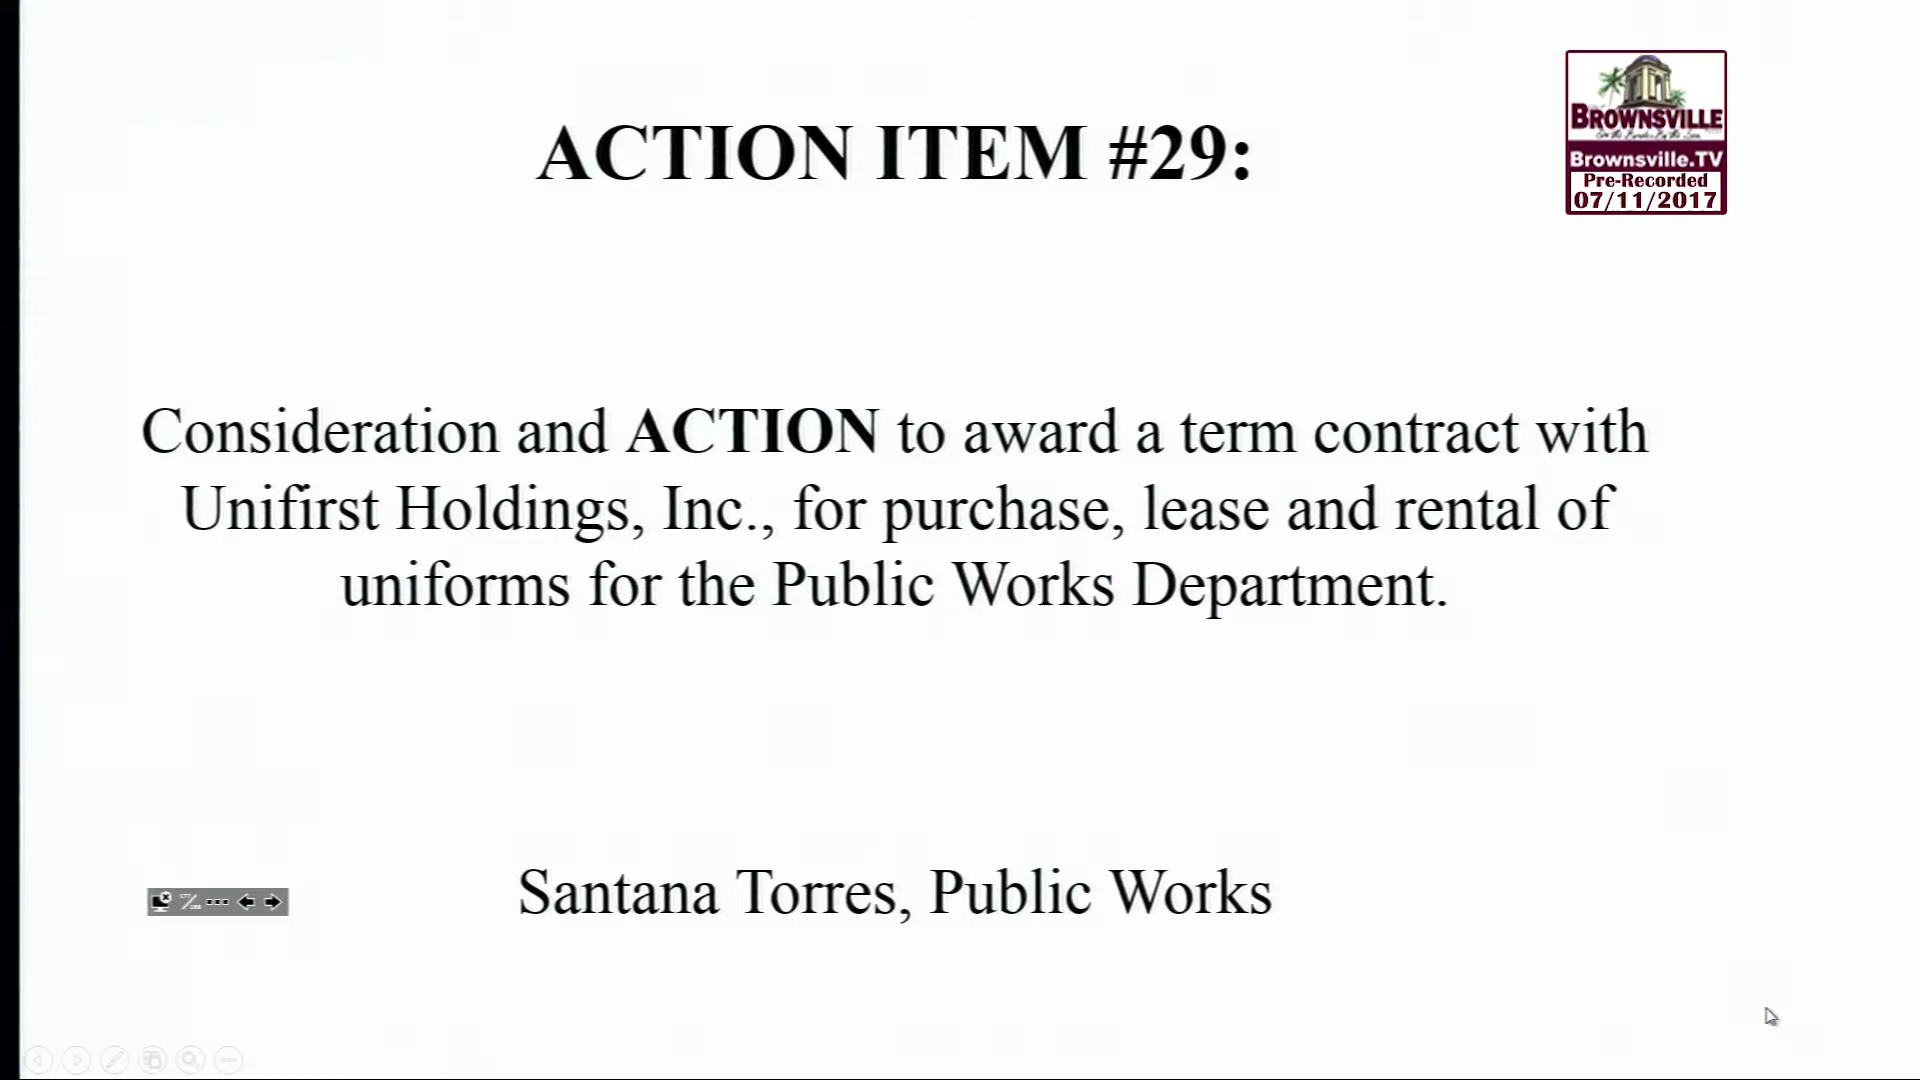 ACTION ITEM #29:
BROWNSVILLE
Brownsville.TV
Pre-Recorded
07/11/2017
Consideration and ACTION to award a term contract with
Unifirst Holdings, Inc., for purchase, lease and rental of
uniforms for the Public Works Department.
Santana Torres, Public Works